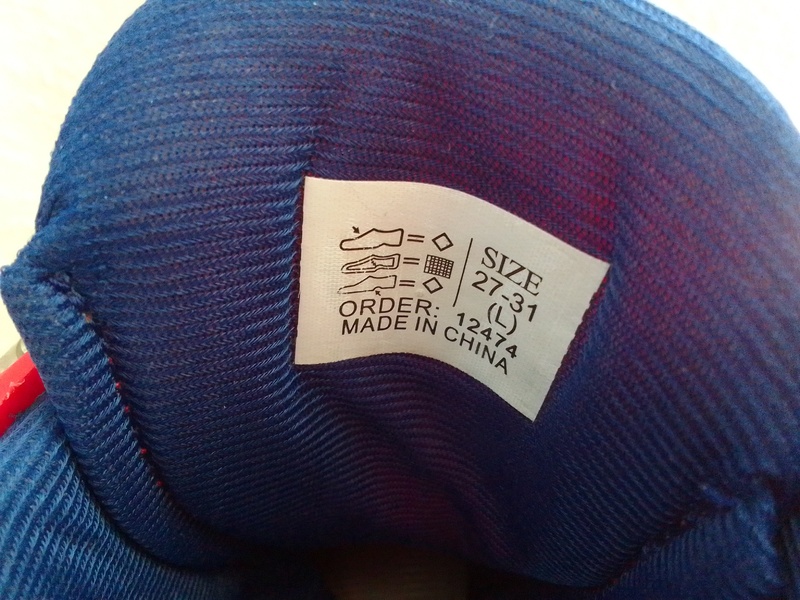 SIZE
27-31
(L)
ORDER: 12474
MADE IN CHINA